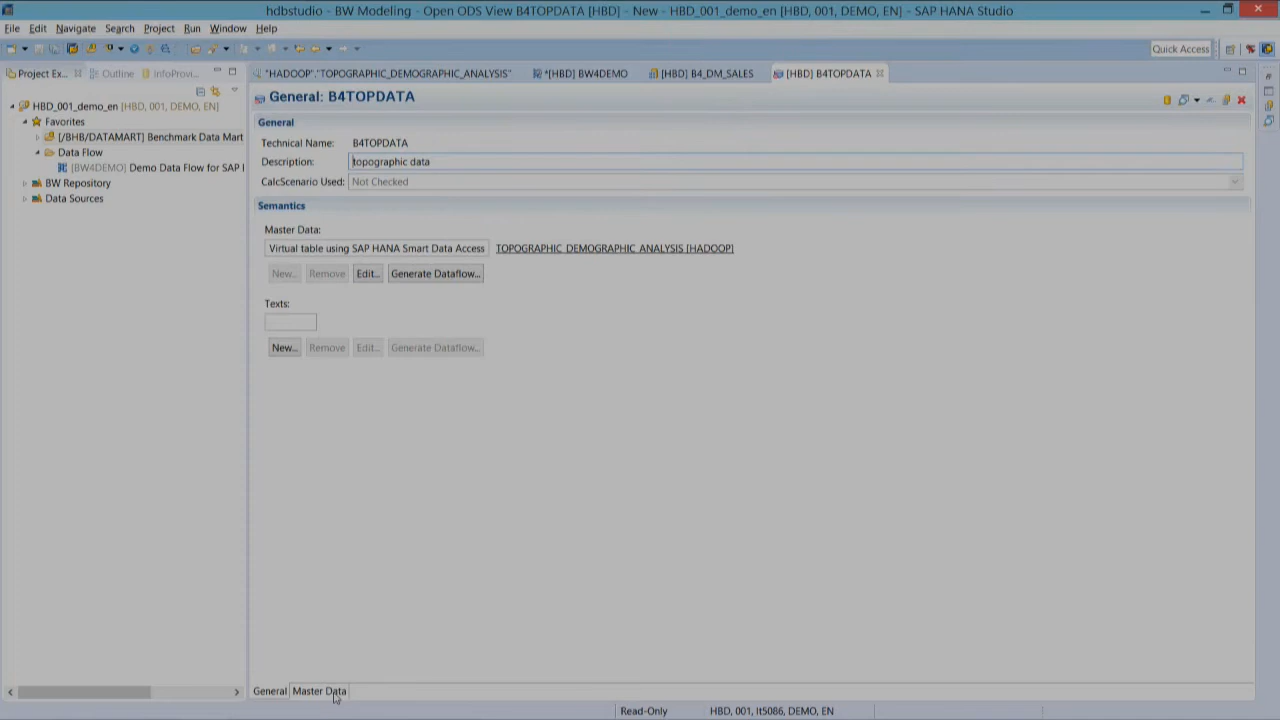 hdbstudio - BW Modeling - Open ODS View B4TOPDATA [HBD] - New - HBD_001_demo_en [HBD, 001, DEMO, EN] - SAP HANA Studio
File Edit Navigate Search Project Run Window Help
Quick Access
Project Ex... Outline InfoProvi...
"HADOOP"."TOPOGRAPHIC_DEMOGRAPHIC_ANALYSIS" *[HBD] BW4DEMO [HBD] B4_DM_SALES [HBD] B4TOPDATA
HBD_001_demo_en [HBD, 001, DEMO, EN]
Favorites
[/BHB/DATAMART] Benchmark Data Mart
Data Flow
[BW4DEMO] Demo Data Flow for SAP
BW Repository
Data Sources
General: B4TOPDATA
General
Technical Name: B4TOPDATA
Description: topographic data
CalcScenario Used: Not Checked
Semantics
Master Data:
Virtual table using SAP HANA Smart Data Access TOPOGRAPHIC_DEMOGRAPHIC_ANALYSIS [HADOOP]
New... Remove Edit... Generate Dataflow...
Texts:
New... Remove Edit... Generate Dataflow...
General Master Data
Read-Only HBD, 001, lt5086, DEMO, EN